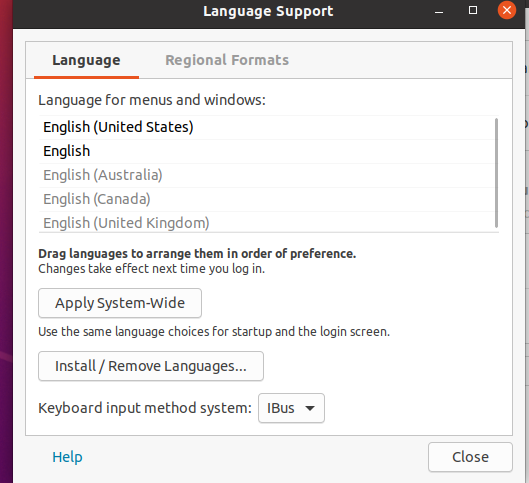 Language Support
Language
Regional Formats
Language for menus and windows:
English (United States)
English
English (Australia)
English (Canada)
English (United Kingdom)
Drag languages to arrange them in order of preference.
Changes take effect next time you log in.
Apply System-Wide
Use the same language choices for startup and the login screen.
Install / Remove Languages...
Keyboard input method system: IBus
Help
Close